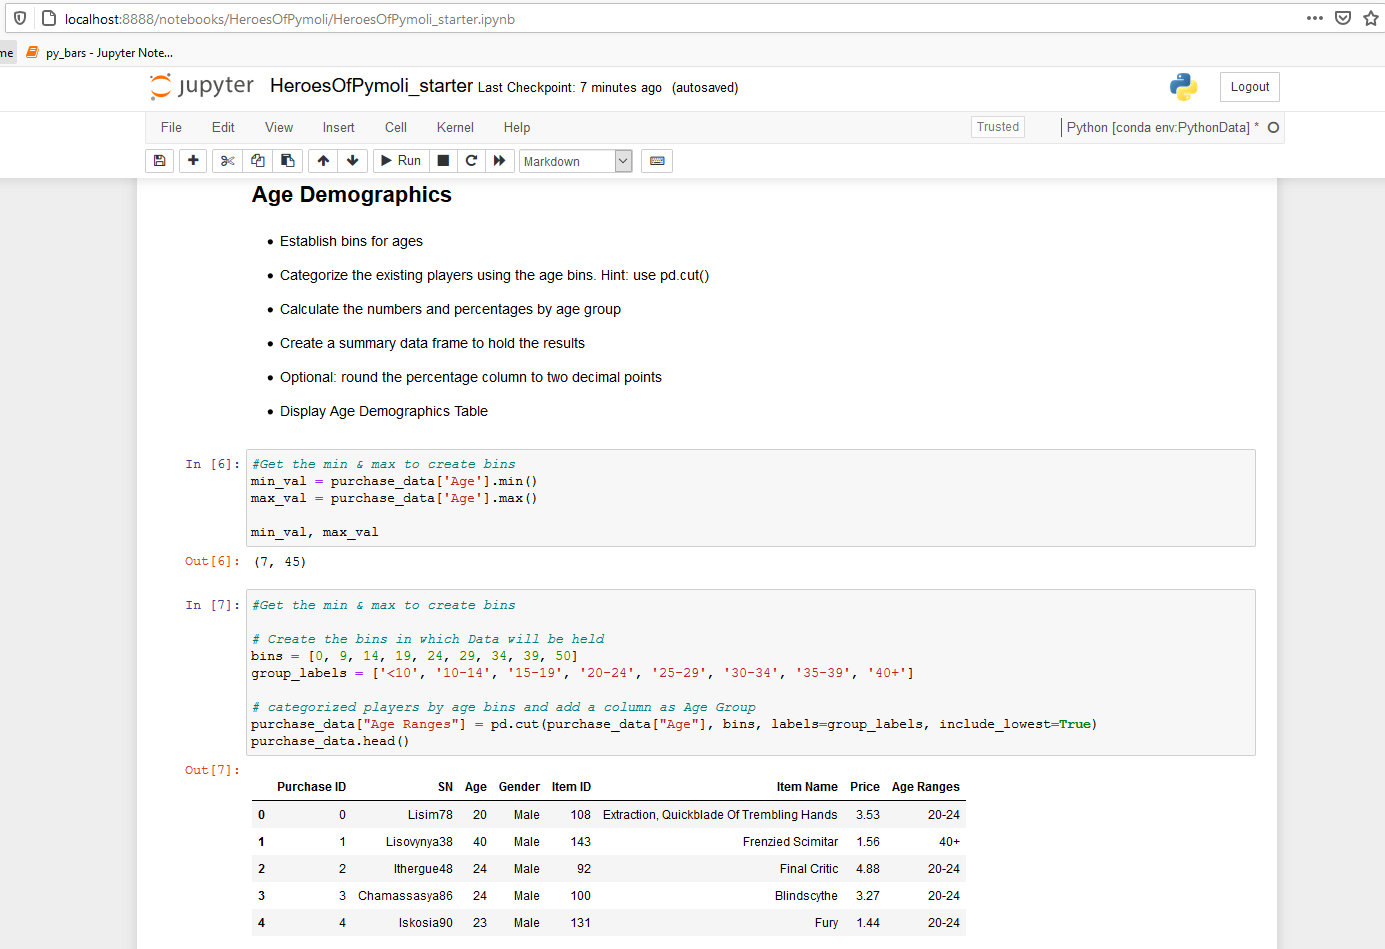 localhost:8888/notebooks/HeroesOfPymoli/HeroesOfPymoli_starter.ipynb
me py_bars - Jupyter Note...
jupyter HeroesOfPymoli_starter Last Checkpoint: 7 minutes ago (autosaved) Logout
File Edit View Insert Cell Kernel Help Trusted Python [conda env:PythonData] *
Run Markdown
Age Demographics
• Establish bins for ages
• Categorize the existing players using the age bins. Hint: use pd.cut()
• Calculate the numbers and percentages by age group
• Create a summary data frame to hold the results
• Optional: round the percentage column to two decimal points
• Display Age Demographics Table
In [6]: #Get the min & max to create bins
min_val = purchase_data['Age'].min()
max_val = purchase_data['Age'].max()
min_val, max_val
Out[6]: (7, 45)
In [7]: #Get the min & max to create bins
# Create the bins in which Data will be held
bins = [0, 9, 14, 19, 24, 29, 34, 39, 50]
group_labels = ['<10', '10-14', '15-19', '20-24', '25-29', '30-34', '35-39', '40+']
# categorized players by age bins and add a column as Age Group
purchase_data["Age Ranges"] = pd.cut(purchase_data["Age"], bins, labels=group_labels, include_lowest=True)
purchase_data.head()
Out[7]:
Purchase ID SN Age Gender Item ID Item Name Price Age Ranges
0 0 Lisim78 20 Male 108 Extraction, Quickblade Of Trembling Hands 3.53 20-24
1 1 Lisovynya38 40 Male 143 Frenzied Scimitar 1.56 40+
2 2 Ithergue48 24 Male 92 Final Critic 4.88 20-24
3 3 Chamassasya86 24 Male 100 Blindscythe 3.27 20-24
4 4 Iskosia90 23 Male 131 Fury 1.44 20-24